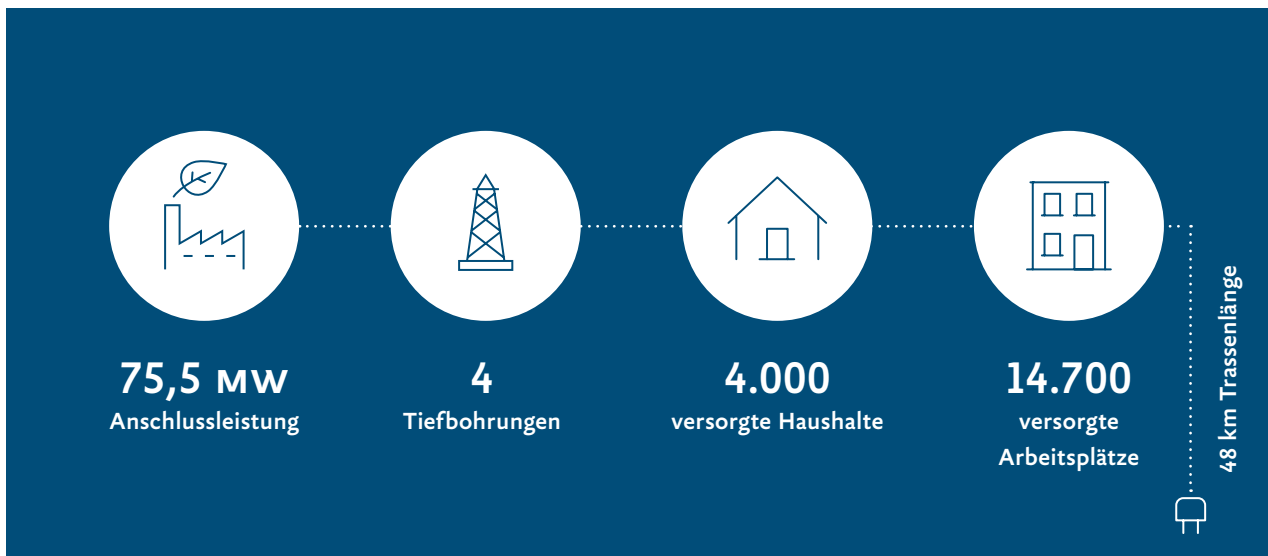 75,5 MW
Anschlussleistung
4
Tiefbohrungen
4.000
versorgte Haushalte
14.700
versorgte
Arbeitsplätze
48 km Trassenlänge